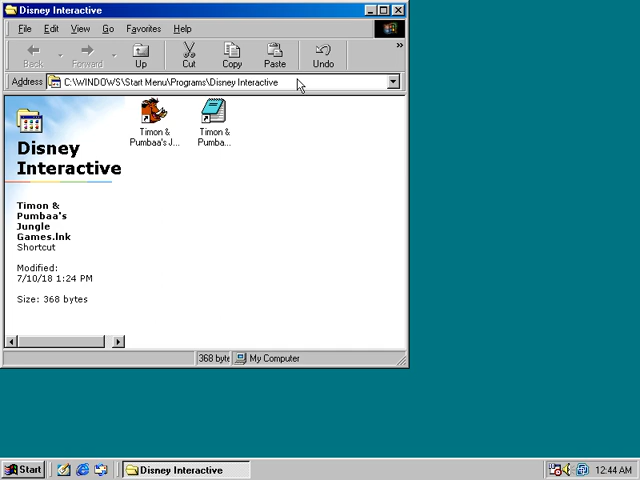 Disney Interactive
File Edit View Go Favorites Help
Back Forward Up Cut Copy Paste Undo
Address C:\WINDOWS\Start Menu\Programs\Disney Interactive
Timon & Pumbaa's J...
Timon & Pumba...
Disney
Interactive
Timon &
Pumbaa's
Jungle
Games.lnk
Shortcut
Modified:
7/10/18 1:24 PM
Size: 368 bytes
368 byte My Computer
Start Disney Interactive 12:44 AM